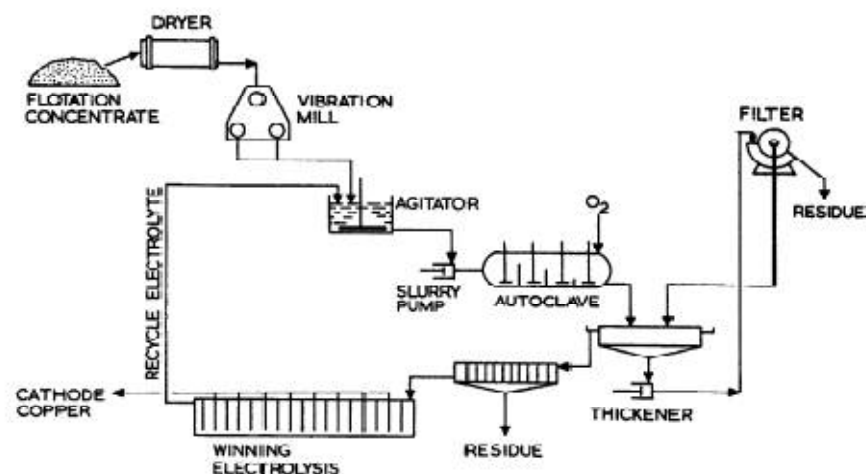 DRYER
FLOTATION
CONCENTRATE
VIBRATION
MILL
FILTER
RESIDUE
RECYCLE ELECTROLYTE
AGITATOR
O2
SLURRY
PUMP
AUTOCLAVE
CATHODE
COPPER
THICKENER
WINNING
ELECTROLYSIS
RESIDUE